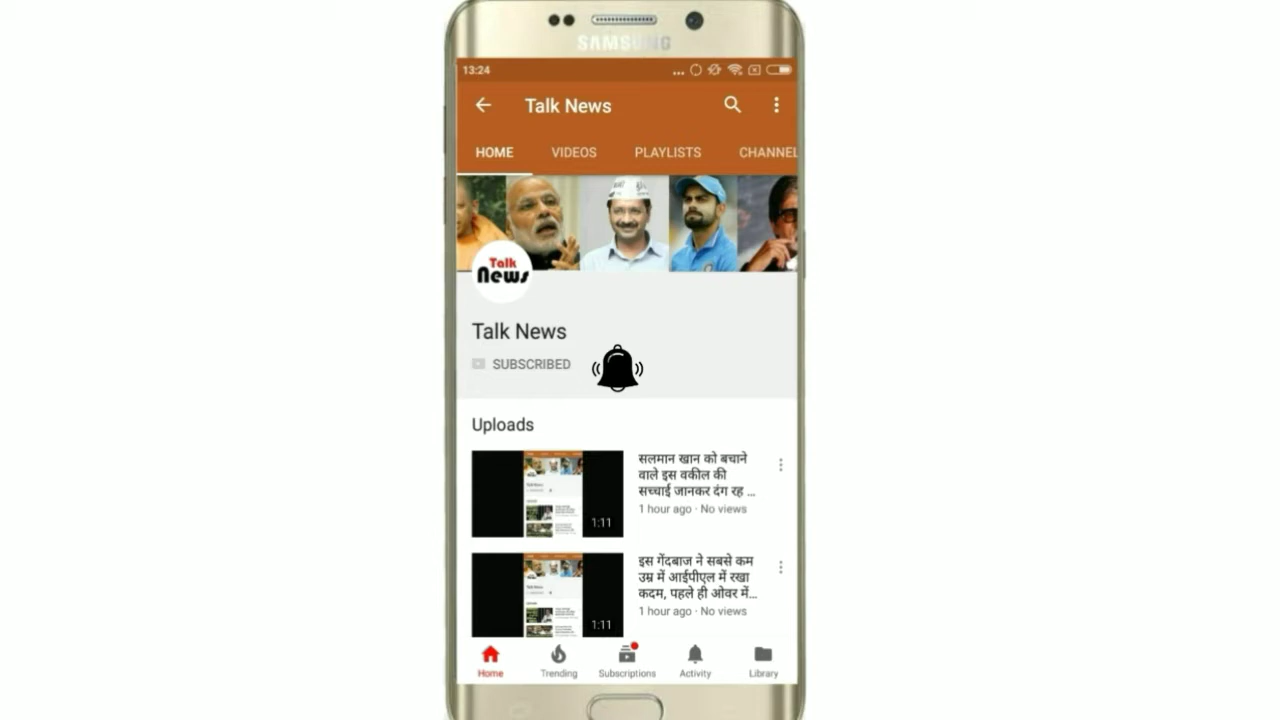 SAMSUNG
13:24
Talk News
HOME VIDEOS PLAYLISTS CHANNEL
Talk
News
Talk News
SUBSCRIBED
Uploads
सलमान खान को बचाने
वाले इस वकील की
सच्चाई जानकर दंग रह ...
1 hour ago · No views
1:11
इस गेंदबाज ने सबसे कम
उम्र में आईपीएल में रखा
कदम, पहले ही ओवर में...
1 hour ago · No views
1:11
Home Trending Subscriptions Activity Library